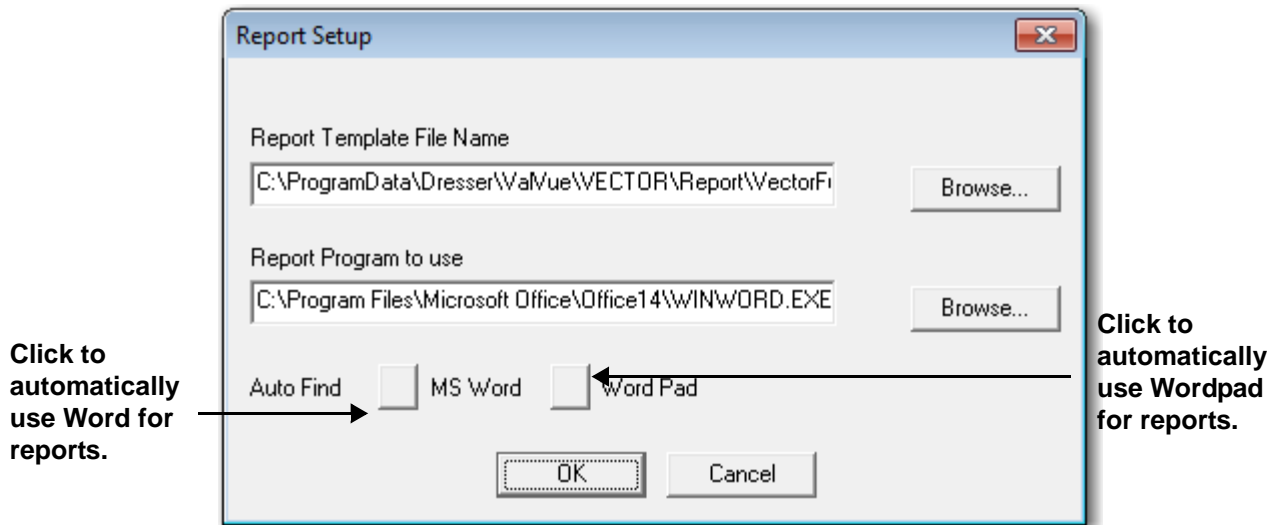 Report Setup
Report Template File Name
C:\ProgramData\Dresser\ValVue\VECTOR\Report\VectorF
Browse...
Report Program to use
C:\Program Files\Microsoft Office\Office14\WINWORD.EXE
Browse...
Click to
automatically
use Word for
reports.
Auto Find MS Word Word Pad
Click to
automatically
use Wordpad
for reports.
OK Cancel